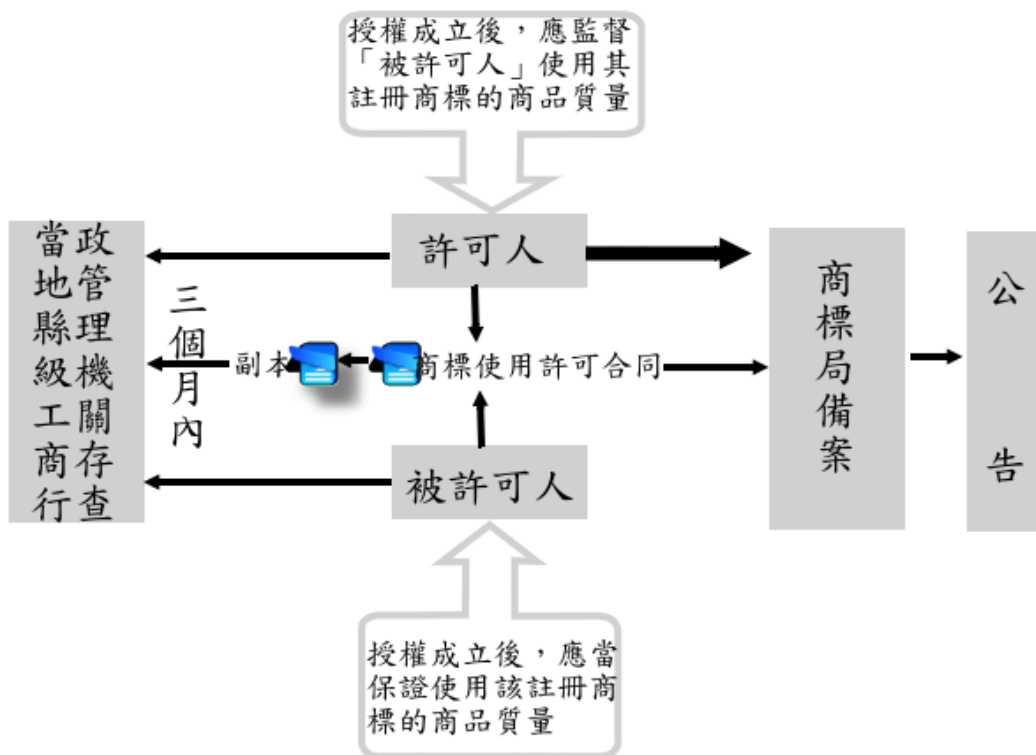 授權成立後，應監督
「被許可人」使用其
註冊商標的商品質量
許可人
當地縣級工商行
政管理機關存查
三個月內
副本
商標使用許可合同
商標局備案
公告
被許可人
授權成立後，應當
保證使用該註冊商
標的商品質量